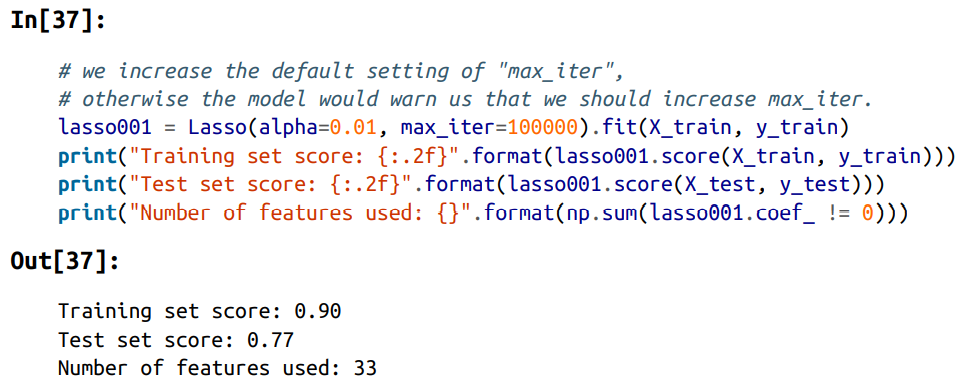 In[37]:
# we increase the default setting of "max_iter",
# otherwise the model would warn us that we should increase max_iter.
lasso001 = Lasso(alpha=0.01, max_iter=100000).fit(X_train, y_train)
print("Training set score: {:.2f}".format(lasso001.score(X_train, y_train)))
print("Test set score: {:.2f}".format(lasso001.score(X_test, y_test)))
print("Number of features used: {}".format(np.sum(lasso001.coef_ != 0)))
Out[37]:
Training set score: 0.90
Test set score: 0.77
Number of features used: 33